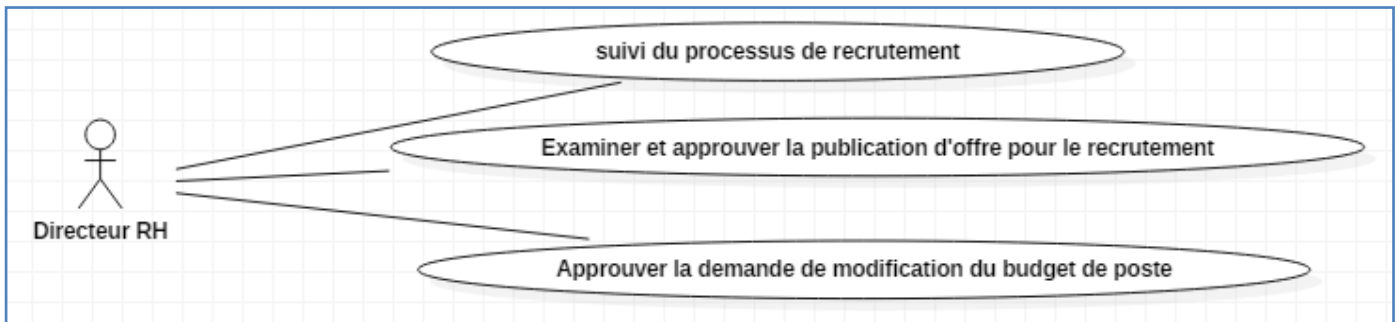 suivi du processus de recrutement
Examiner et approuver la publication d'offre pour le recrutement
Directeur RH
Approuver la demande de modification du budget de poste